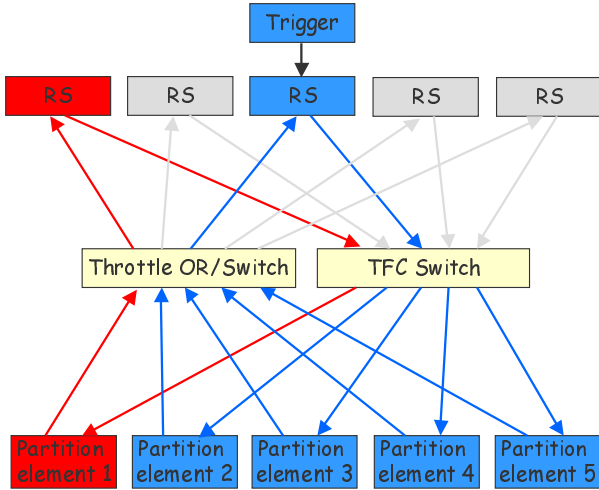 Trigger
RS
RS
RS
RS
RS
Throttle OR/Switch
TFC Switch
Partition
element 1
Partition
element 2
Partition
element 3
Partition
element 4
Partition
element 5